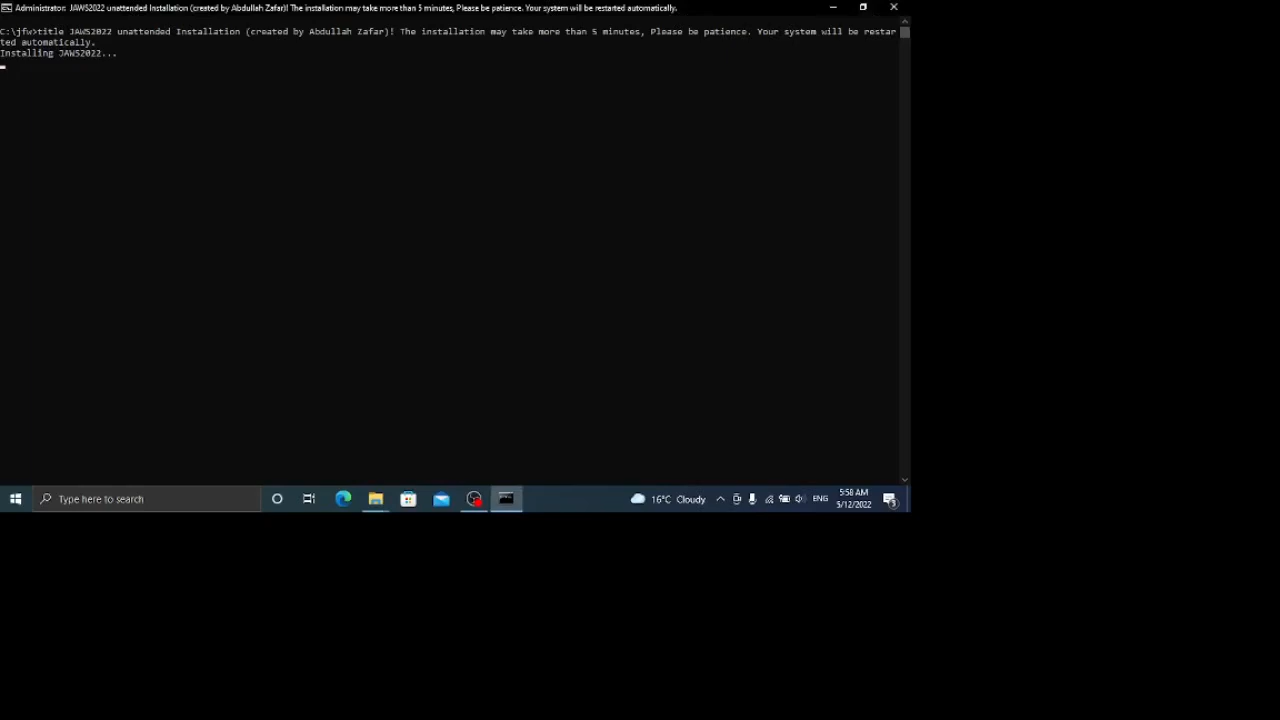 Administrator: JAWS2022 unattended Installation (created by Abdullah Zafar)! The installation may take more than 5 minutes, Please be patience. Your system will be restarted automatically.
C:\jfw>title JAWS2022 unattended Installation (created by Abdullah Zafar)! The installation may take more than 5 minutes, Please be patience. Your system will be restar
ted automatically.
Installing JAWS2022...
Type here to search
16°C Cloudy
ENG
5:58 AM
5/12/2022
3